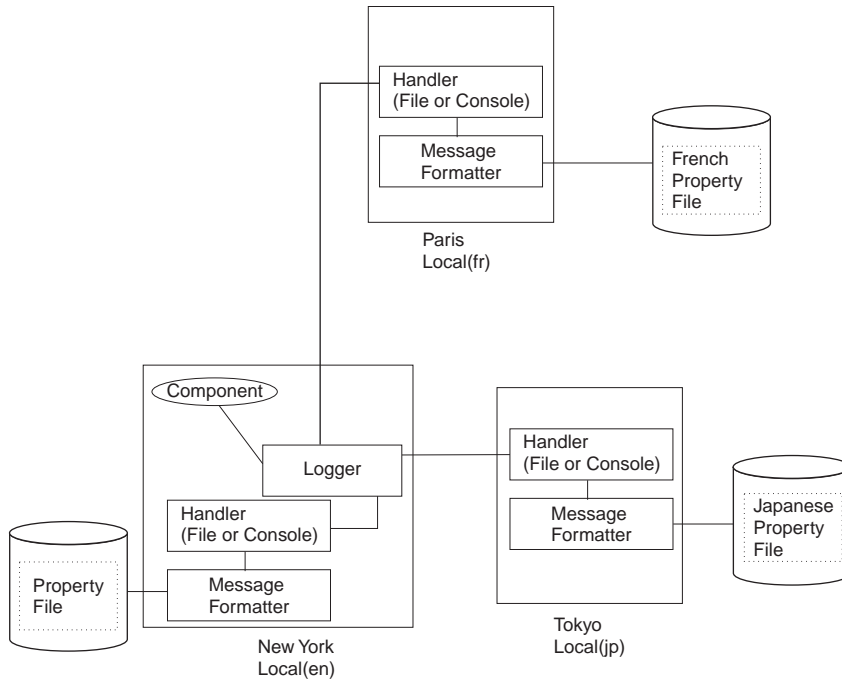 Handler
(File or Console)
Message
Formatter
French
Property
File
Paris
Local(fr)
Component
Logger
Handler
(File or Console)
Message
Formatter
Property
File
New York
Local(en)
Handler
(File or Console)
Message
Formatter
Japanese
Property
File
Tokyo
Local(jp)